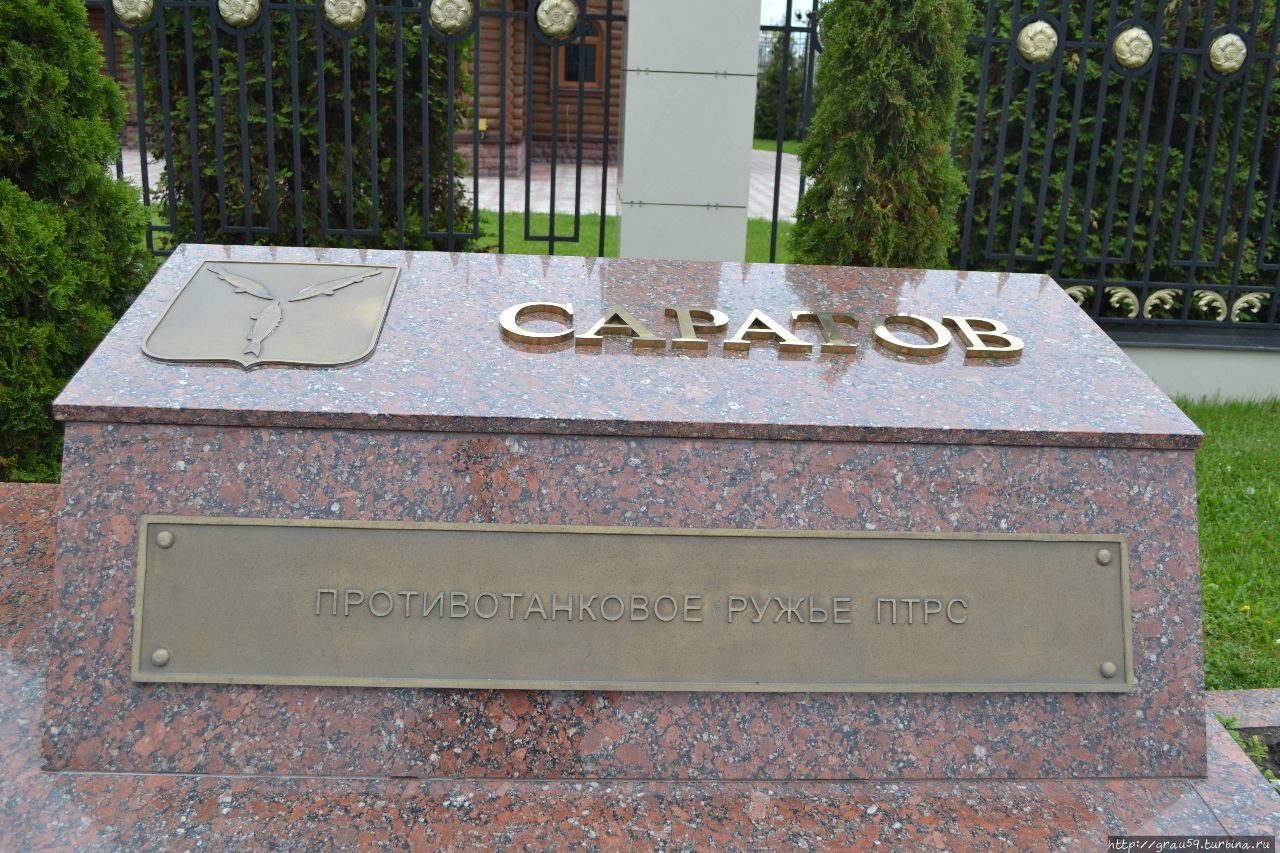 САРАТОВ
ПРОТИВОТАНКОВОЕ РУЖЬЕ ПТРС
http://grau59.turbina.ru